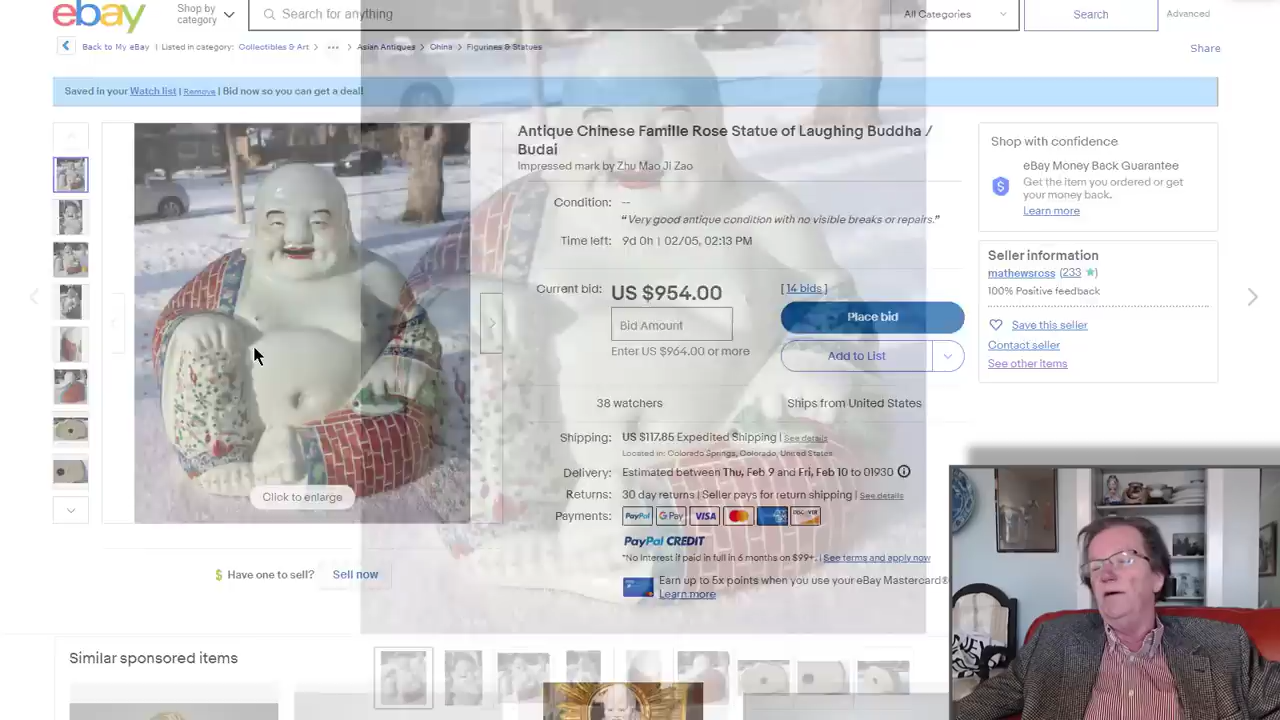 ebay
Shop by
category
Search for anything
All Categories
Search
Advanced
Back to My eBay | Listed in category: Collectibles & Art > ... > Asian Antiques > China > Figurines & Statues
Share
Saved in your Watch list | Remove | Bid now so you can get a deal!
Antique Chinese Famille Rose Statue of Laughing Buddha /
Budai
Impressed mark by Zhu Mao Ji Zao
Condition: --
“Very good antique condition with no visible breaks or repairs.”
Time left: 9d 0h | 02/05, 02:13 PM
Current bid: US $954.00
[ 14 bids ]
Bid Amount
Place bid
Enter US $964.00 or more
Add to List
38 watchers
Ships from United States
Shipping: US $117.85 Expedited Shipping | See details
Located in: Colorado Springs, Colorado, United States
Delivery: Estimated between Thu, Feb 9 and Fri, Feb 10 to 01930
Returns: 30 day returns | Seller pays for return shipping | See details
Payments: PayPal G Pay VISA
PayPal CREDIT
*No Interest if paid in full in 6 months on $99+. | See terms and apply now
Earn up to 5x points when you use your eBay Mastercard®
Learn more
Shop with confidence
eBay Money Back Guarantee
Get the item you ordered or get
your money back.
Learn more
Seller information
mathewsross (233 )
100% Positive feedback
Save this seller
Contact seller
See other items
Click to enlarge
$ Have one to sell? Sell now
Similar sponsored items